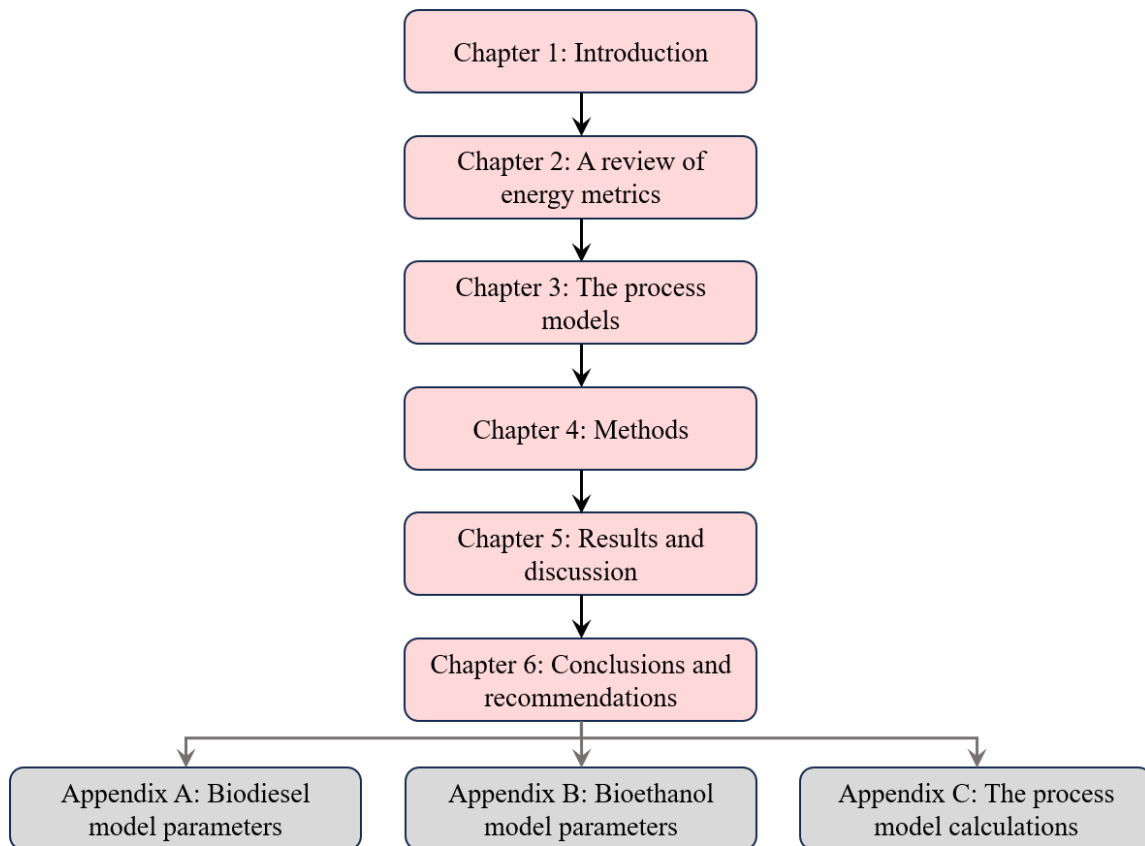 Chapter 1: Introduction
Chapter 2: A review of
energy metrics
Chapter 3: The process
models
Chapter 4: Methods
Chapter 5: Results and
discussion
Chapter 6: Conclusions and
recommendations
Appendix A: Biodiesel
model parameters
Appendix B: Bioethanol
model parameters
Appendix C: The process
model calculations